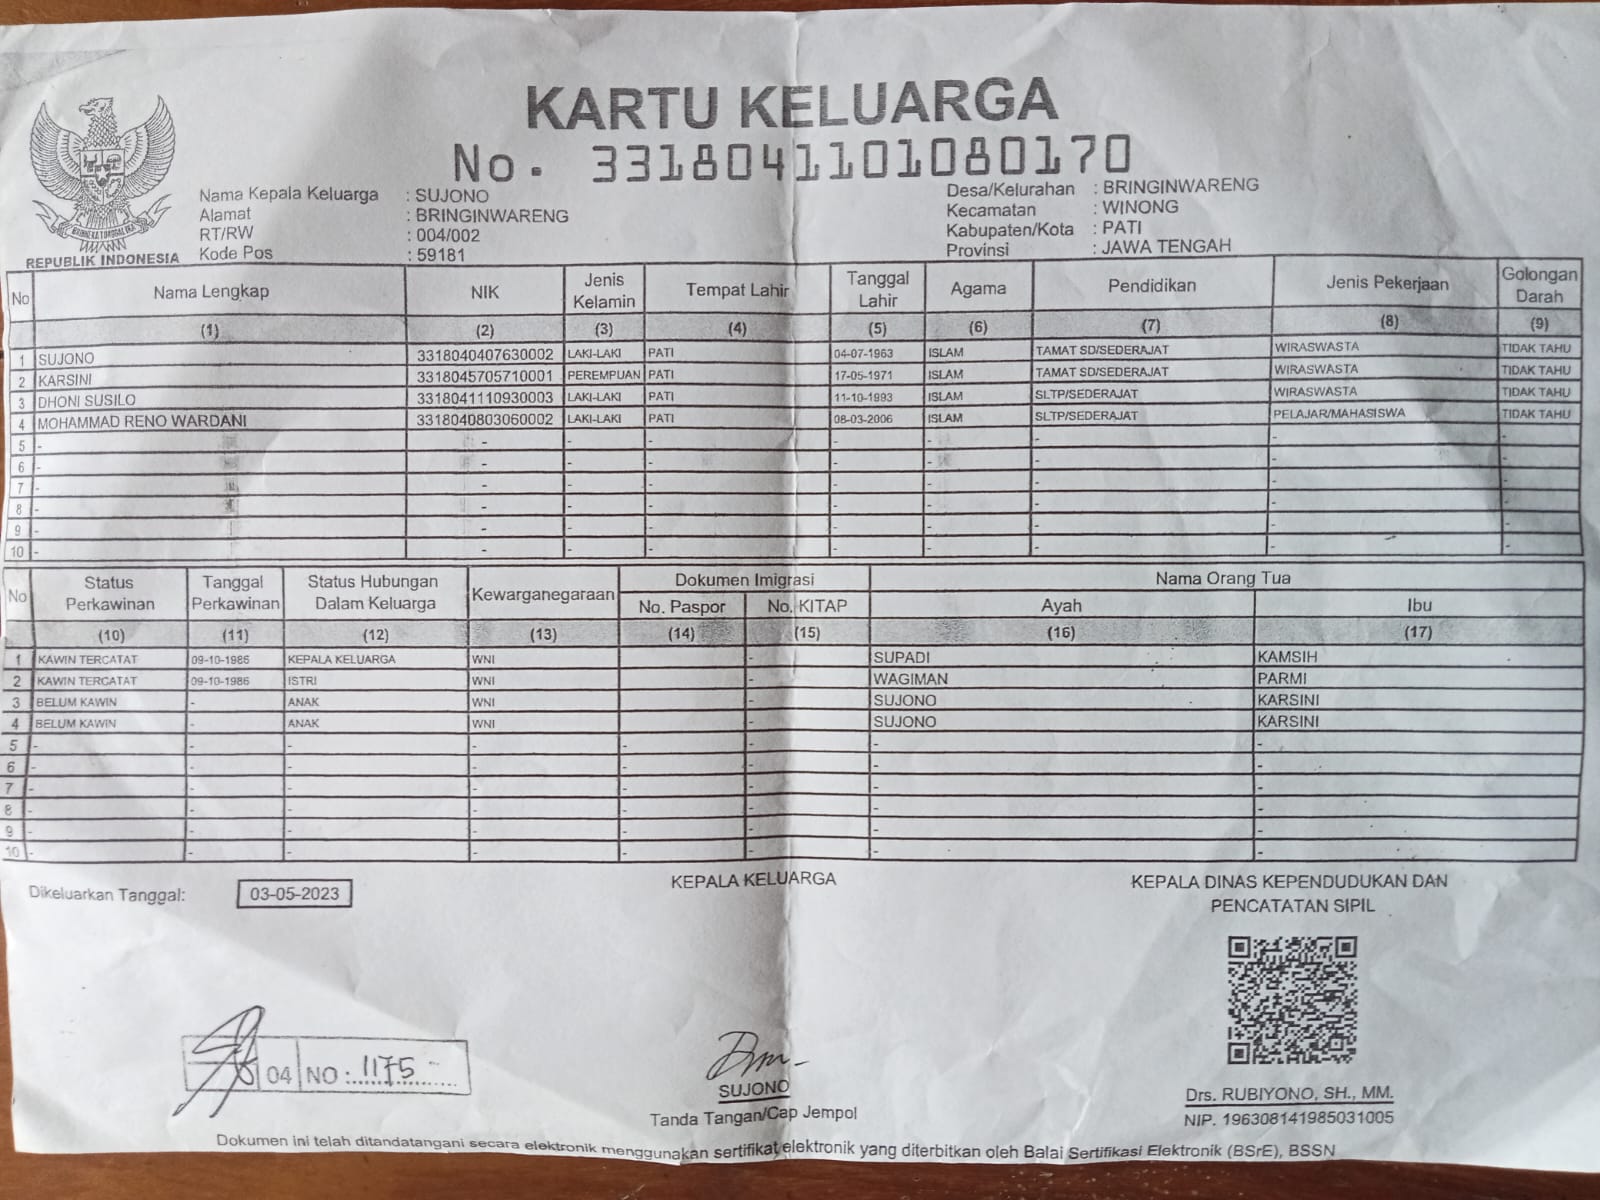 KARTU KELUARGA
No. 3318041101080170
REPUBLIK INDONESIA
Nama Kepala Keluarga : SUJONO
Alamat : BRINGINWARENG
RT/RW : 004/002
Kode Pos : 59181
Desa/Kelurahan : BRINGINWARENG
Kecamatan : WINONG
Kabupaten/Kota : PATI
Provinsi : JAWA TENGAH
No Nama Lengkap NIK Jenis Kelamin Tempat Lahir Tanggal Lahir Agama Pendidikan Jenis Pekerjaan Golongan Darah
(1) (2) (3) (4) (5) (6) (7) (8) (9)
1 SUJONO 3318040407630002 LAKI-LAKI PATI 04-07-1963 ISLAM TAMAT SD/SEDERAJAT WIRASWASTA TIDAK TAHU
2 KARSINI 3318045705710001 PEREMPUAN PATI 17-05-1971 ISLAM TAMAT SD/SEDERAJAT WIRASWASTA TIDAK TAHU
3 DHONI SUSILO 3318041110930003 LAKI-LAKI PATI 11-10-1993 ISLAM SLTP/SEDERAJAT WIRASWASTA TIDAK TAHU
4 MOHAMMAD RENO WARDANI 3318040803060002 LAKI-LAKI PATI 08-03-2006 ISLAM SLTP/SEDERAJAT PELAJAR/MAHASISWA TIDAK TAHU
5 - - - - - - - - -
6 - - - - - - - - -
7 - - - - - - - - -
8 - - - - - - - - -
9 - - - - - - - - -
10 - - - - - - - - -
No Status Perkawinan Tanggal Perkawinan Status Hubungan Dalam Keluarga Kewarganegaraan Dokumen Imigrasi Nama Orang Tua
No. Paspor No. KITAP Ayah Ibu
(10) (11) (12) (13) (14) (15) (16) (17)
1 KAWIN TERCATAT 09-10-1986 KEPALA KELUARGA WNI - SUPADI KAMSIH
2 KAWIN TERCATAT 09-10-1986 ISTRI WNI - WAGIMAN PARMI
3 BELUM KAWIN - ANAK WNI - SUJONO KARSINI
4 BELUM KAWIN - ANAK WNI - SUJONO KARSINI
5 - - - - - - - -
6 - - - - - - - -
7 - - - - - - - -
8 - - - - - - - -
9 - - - - - - - -
10 - - - - - - - -
Dikeluarkan Tanggal: 03-05-2023
KEPALA KELUARGA
KEPALA DINAS KEPENDUDUKAN DAN
PENCATATAN SIPIL
04 NO : 1175
SUJONO
Tanda Tangan/Cap Jempol
Drs. RUBIYONO, SH., MM.
NIP. 196308141985031005
Dokumen ini telah ditandatangani secara elektronik menggunakan sertifikat elektronik yang diterbitkan oleh Balai Sertifikasi Elektronik (BSrE), BSSN